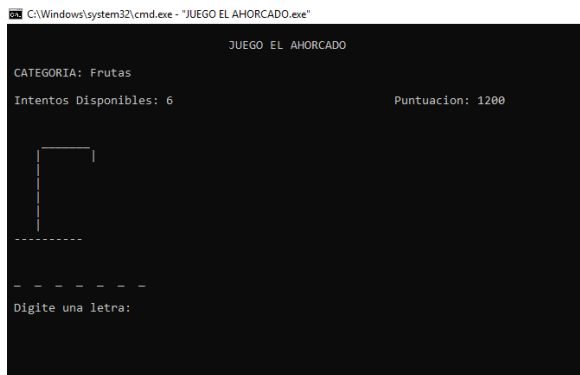 C:\Windows\system32\cmd.exe - "JUEGO EL AHORCADO.exe"
JUEGO EL AHORCADO
CATEGORIA: Frutas
Intentos Disponibles: 6 Puntuacion: 1200
_ _ _ _ _ _ _
Digite una letra: